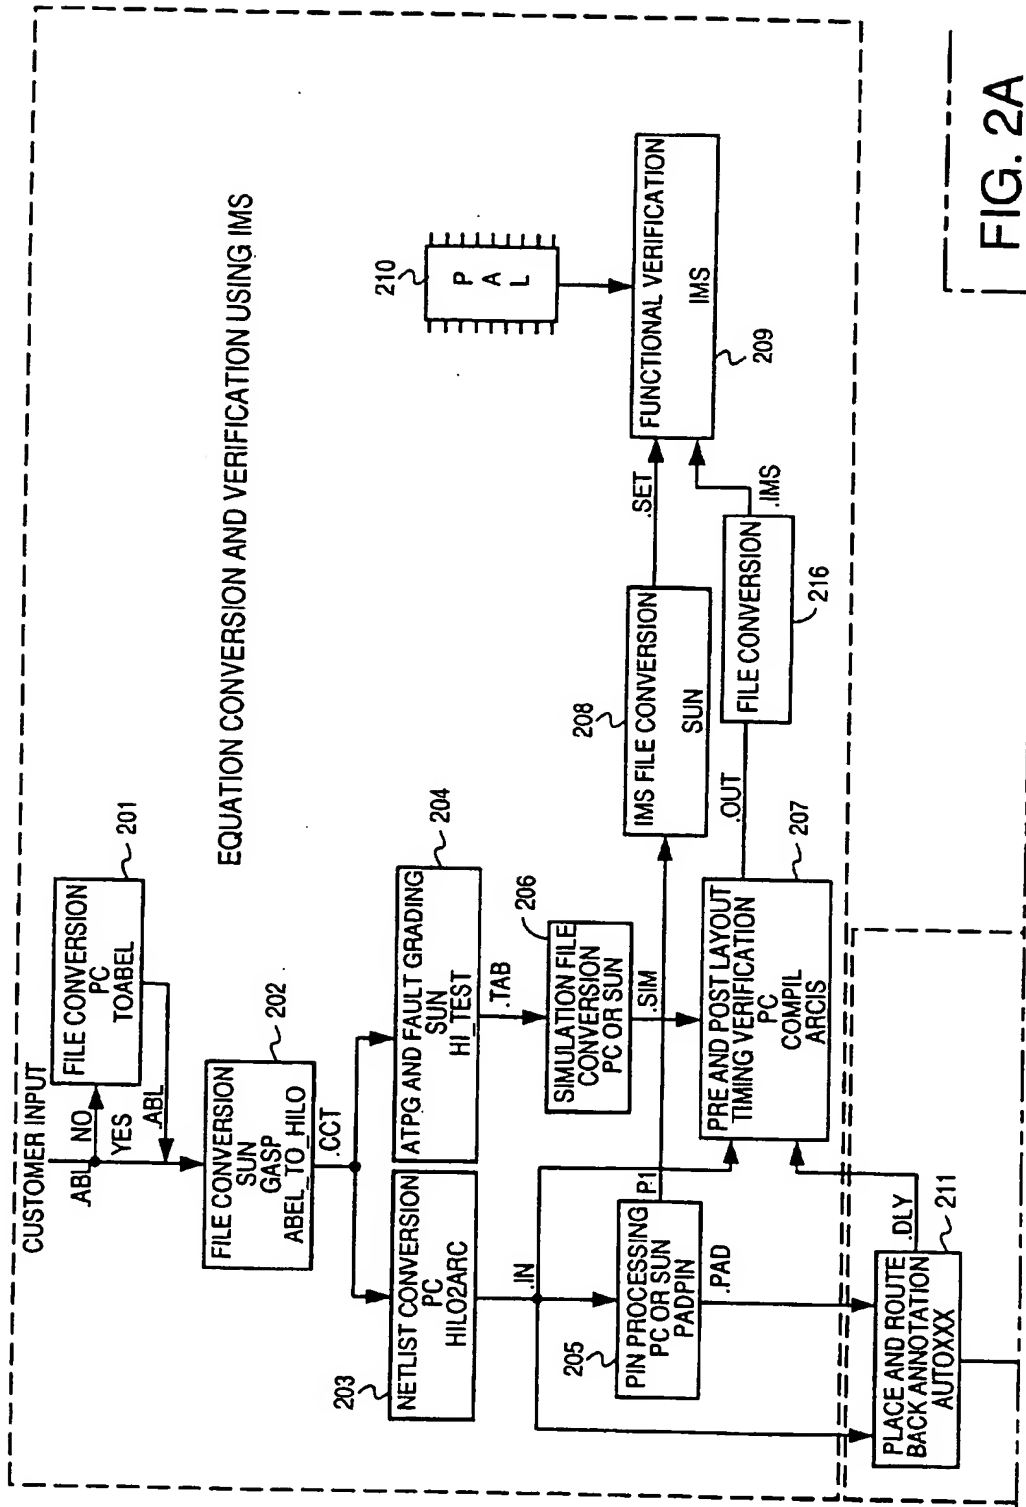 CUSTOMER INPUT
.ABL
NO
YES
.ABL
FILE CONVERSION
PC
TOABEL
201
FILE CONVERSION
SUN
GASP
ABEL_TO_HILO
202
.CCT
EQUATION CONVERSION AND VERIFICATION USING IMS
NETLIST CONVERSION
PC
HILO2ARC
203
ATPG AND FAULT GRADING
SUN
HI_TEST
204
.IN
.TAB
PIN PROCESSING
PC OR SUN
PADPIN
205
P1
.PAD
SIMULATION FILE
CONVERSION
PC OR SUN
206
.SIM
PRE AND POST LAYOUT
TIMING VERIFICATION
PC
COMPIL
ARCIS
207
.OUT
IMS FILE CONVERSION
SUN
208
.SET
FILE CONVERSION
216
.IMS
210
P
A
L
FUNCTIONAL VERIFICATION
IMS
209
PLACE AND ROUTE
BACK ANNOTATION
AUTOXXX
211
.DLY
FIG. 2A